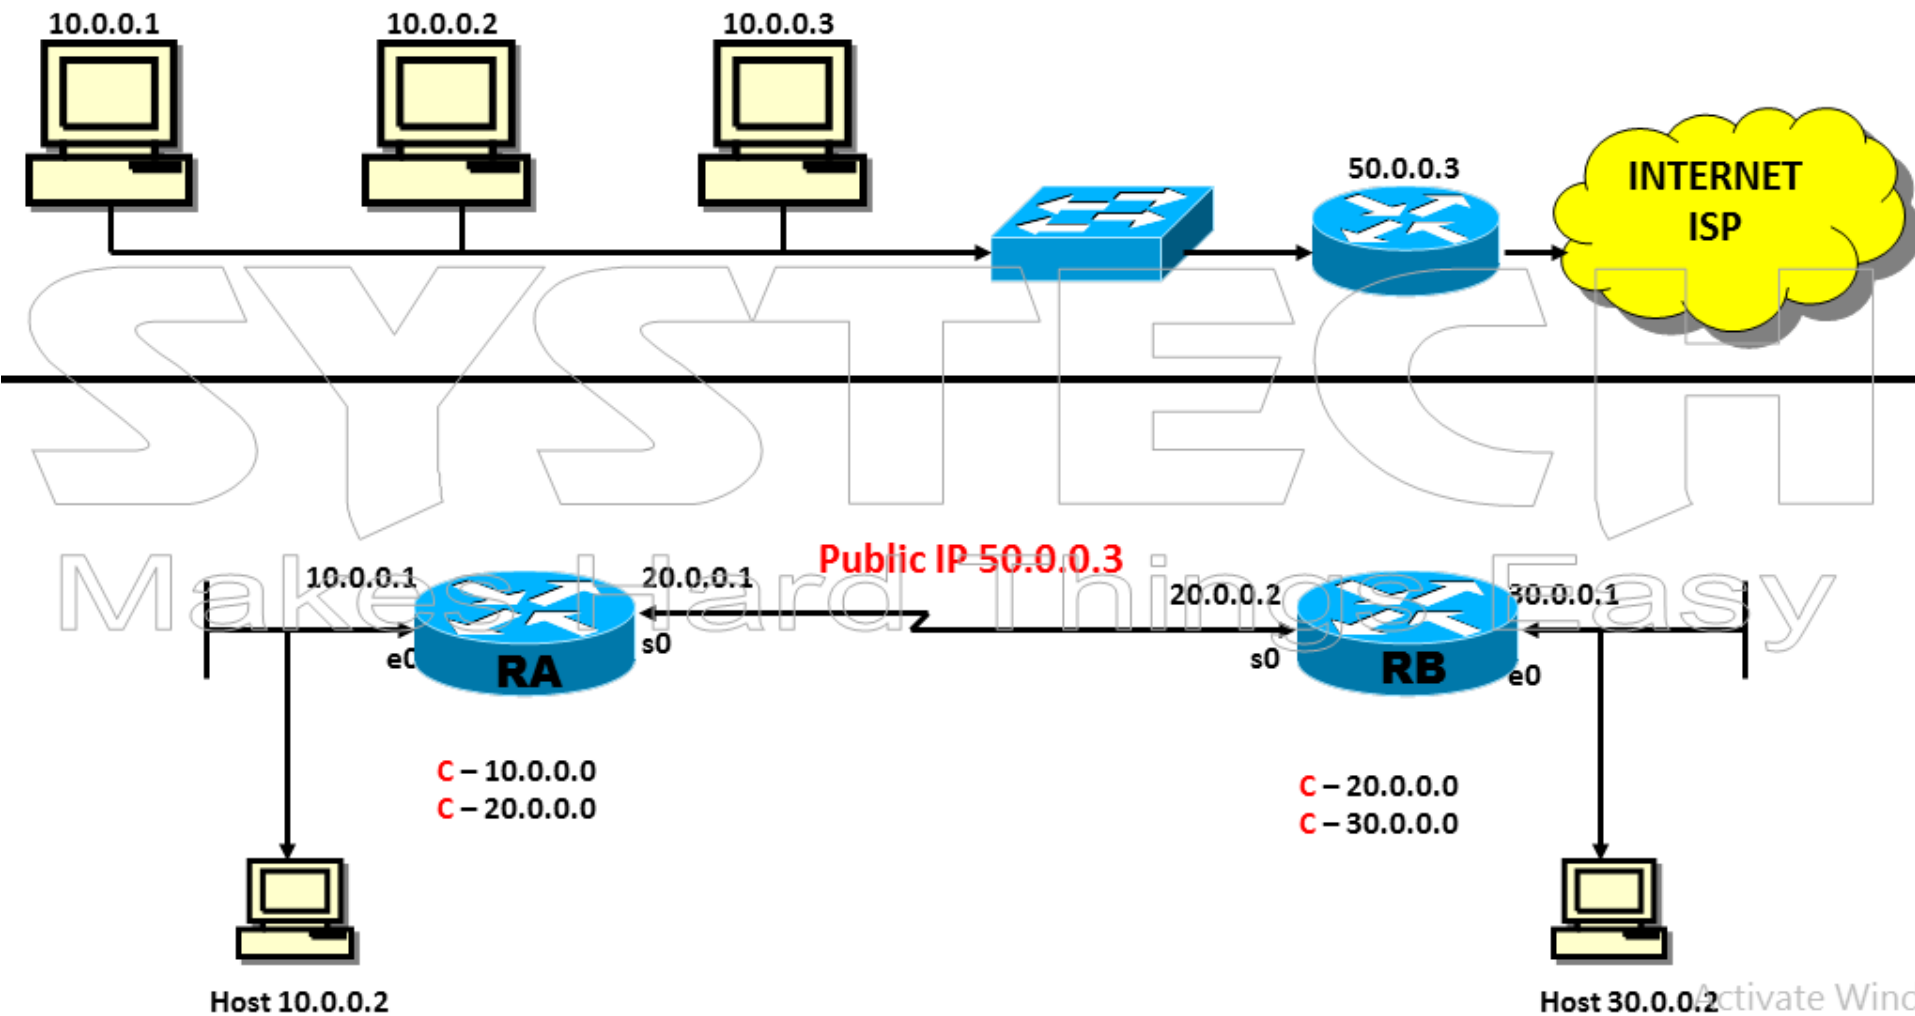 10.0.0.1
10.0.0.2
10.0.0.3
50.0.0.3
INTERNET
ISP
SYSTECH
Makes Hard Things Easy
Public IP 50.0.0.3
10.0.0.1
20.0.0.1
20.0.0.2
30.0.0.1
e0
s0
s0
e0
RA
RB
C – 10.0.0.0
C – 20.0.0.0
C – 20.0.0.0
C – 30.0.0.0
Host 10.0.0.2
Host 30.0.0.2
Activate Winc